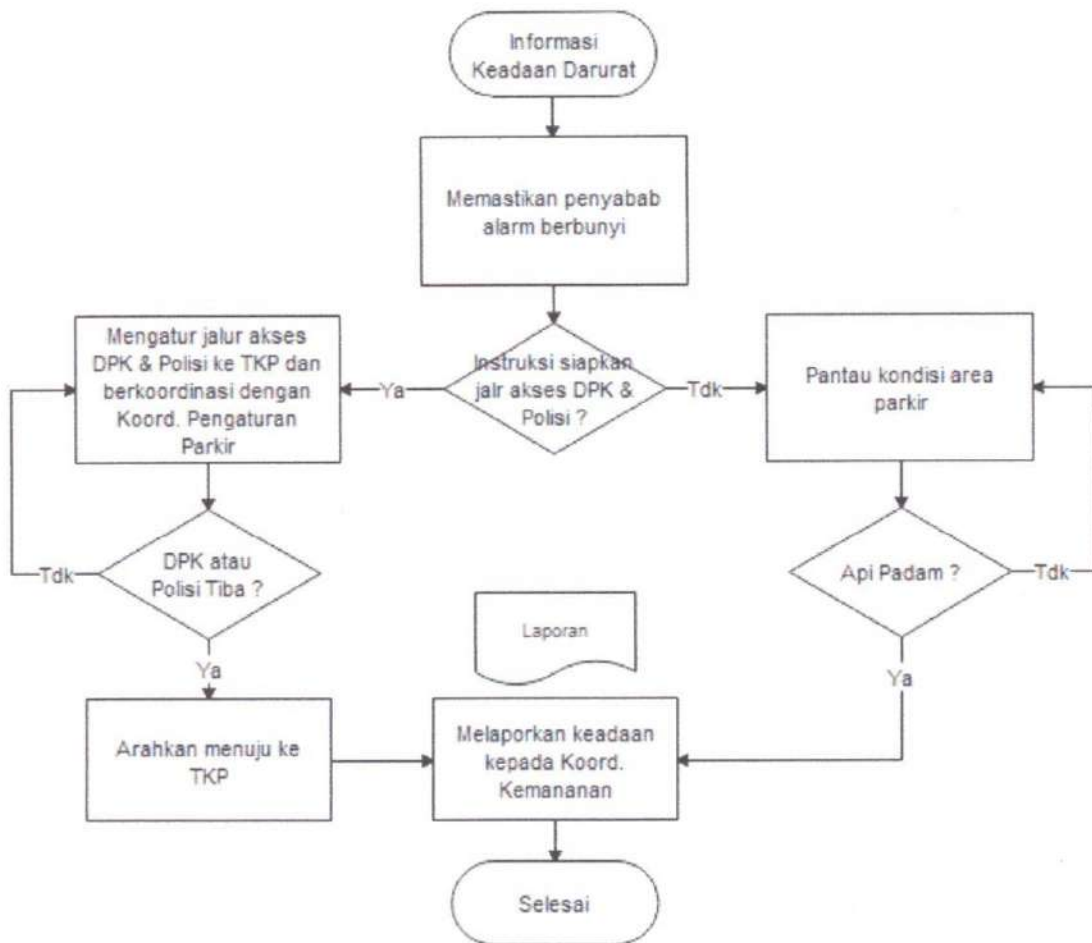 Informasi
Keadaan Darurat
Memastikan penyabab
alarm berbunyi
Instruksi siapkan
jalr akses DPK &
Polisi ?
Ya
Tdk
Mengatur jalur akses
DPK & Polisi ke TKP dan
berkoordinasi dengan
Koord. Pengaturan
Parkir
Pantau kondisi area
parkir
DPK atau
Polisi Tiba ?
Tdk
Ya
Api Padam ?
Tdk
Ya
Laporan
Arahkan menuju ke
TKP
Melaporkan keadaan
kepada Koord.
Kemananan
Selesai